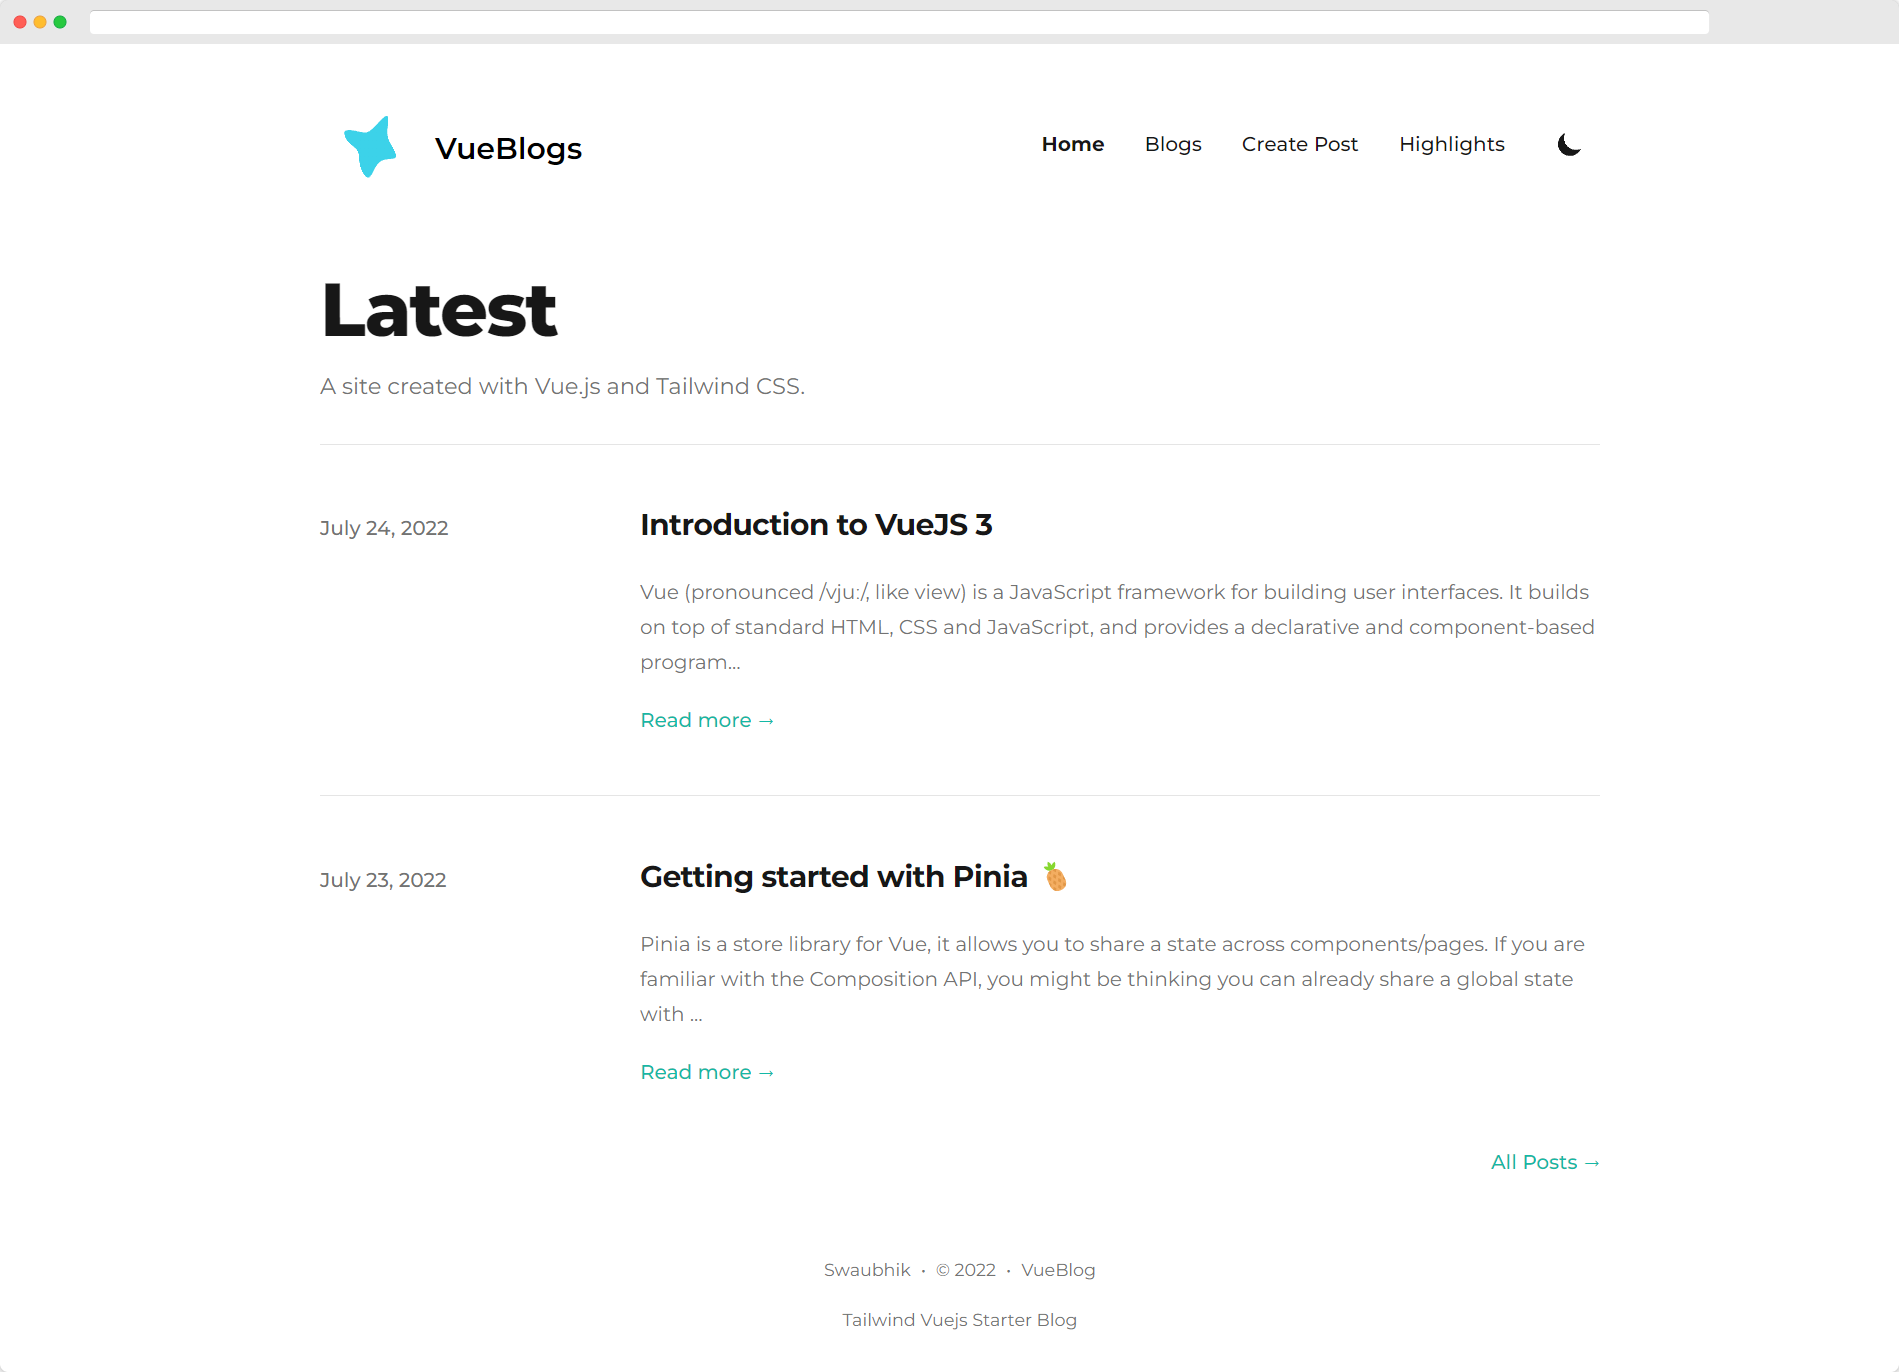 VueBlogs
Home Blogs Create Post Highlights
Latest
A site created with Vue.js and Tailwind CSS.
July 24, 2022
Introduction to VueJS 3
Vue (pronounced /vjuː/, like view) is a JavaScript framework for building user interfaces. It builds
on top of standard HTML, CSS and JavaScript, and provides a declarative and component-based
program...
Read more →
July 23, 2022
Getting started with Pinia 🍍
Pinia is a store library for Vue, it allows you to share a state across components/pages. If you are
familiar with the Composition API, you might be thinking you can already share a global state
with ...
Read more →
All Posts →
Swaubhik • © 2022 • VueBlog
Tailwind Vuejs Starter Blog